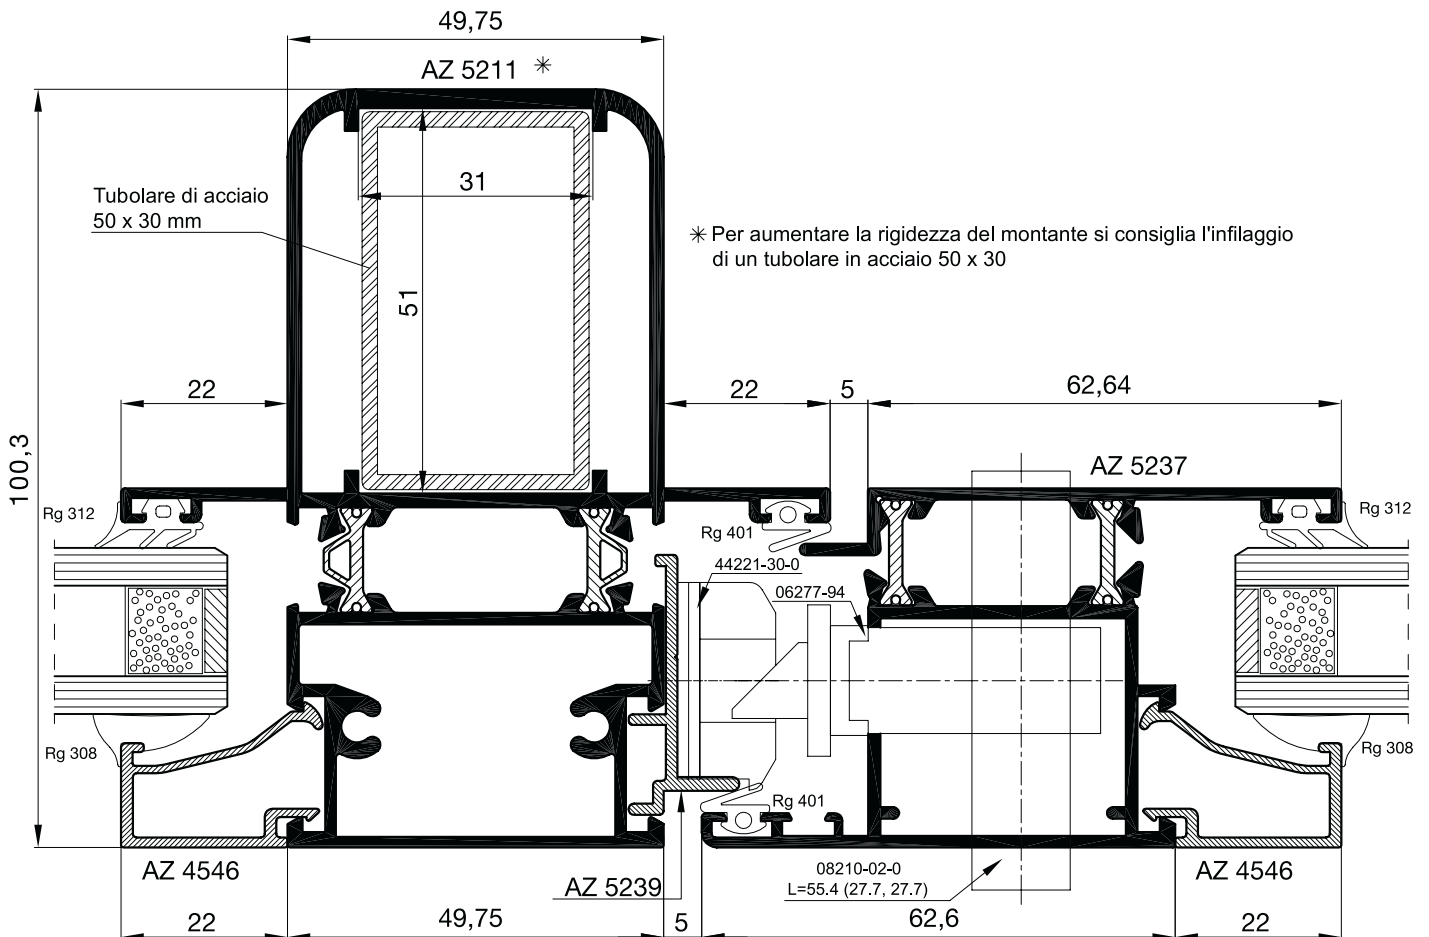 49,75
AZ 5211 *
Tubolare di acciaio
50 x 30 mm
31
* Per aumentare la rigidezza del montante si consiglia l'infilaggio
di un tubolare in acciaio 50 x 30
51
100,3
22
22
5
62,64
AZ 5237
Rg 312
Rg 401
Rg 312
44221-30-0
06277-94
Rg 308
Rg 308
Rg 401
AZ 4546
AZ 5239
08210-02-0
L=55.4 (27.7, 27.7)
AZ 4546
22
49,75
5
62,6
22